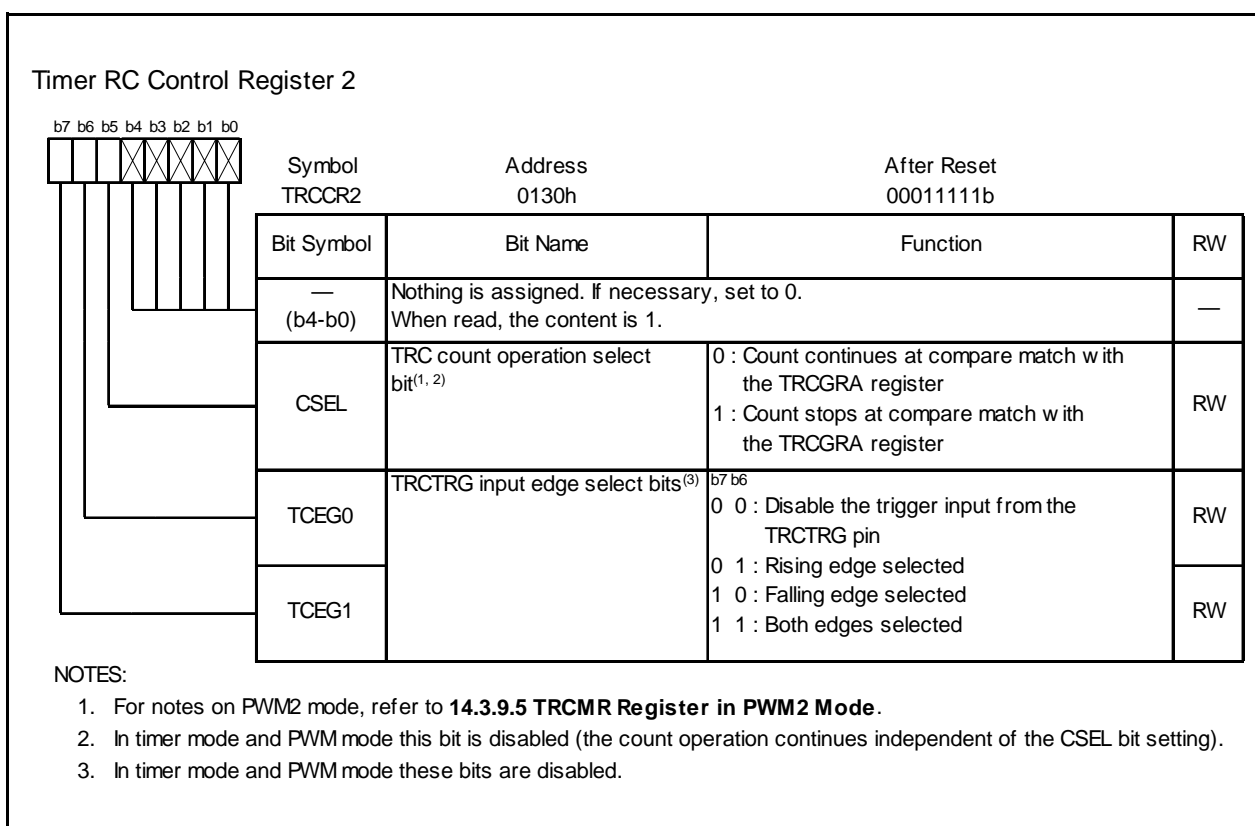 Timer RC Control Register 2
b7 b6 b5 b4 b3 b2 b1 b0
Symbol Address After Reset
TRCCR2 0130h 00011111b
Bit Symbol Bit Name Function RW
— Nothing is assigned. If necessary, set to 0.
(b4-b0) When read, the content is 1. —
TRC count operation select 0 : Count continues at compare match with
bit(1, 2) the TRCGRA register
CSEL 1 : Count stops at compare match with RW
the TRCGRA register
TRCTRG input edge select bits(3) b7 b6
TCEG0 0 0 : Disable the trigger input from the RW
TRCTRG pin
0 1 : Rising edge selected
TCEG1 1 0 : Falling edge selected RW
1 1 : Both edges selected
NOTES:
1. For notes on PWM2 mode, refer to 14.3.9.5 TRCMR Register in PWM2 Mode.
2. In timer mode and PWM mode this bit is disabled (the count operation continues independent of the CSEL bit setting).
3. In timer mode and PWM mode these bits are disabled.